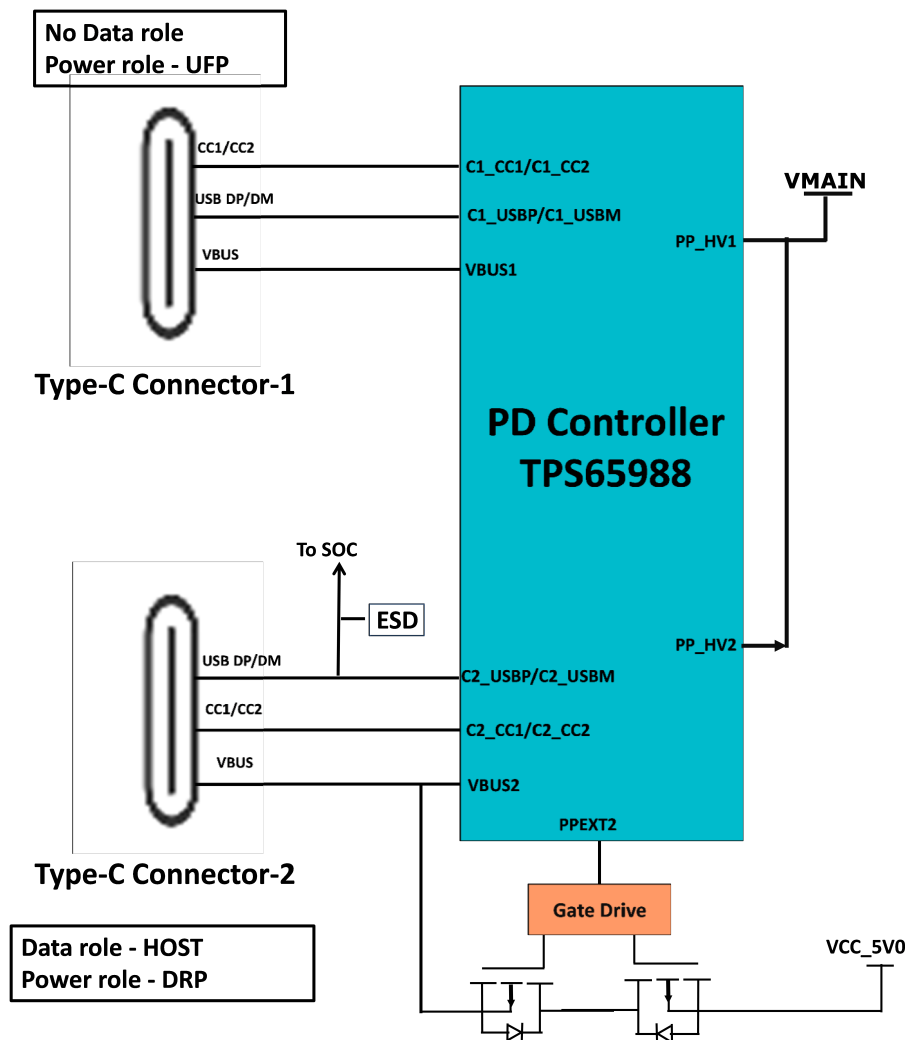 No Data role
Power role - UFP
CC1/CC2
C1_CC1/C1_CC2
VMAIN
USB DP/DM
C1_USBP/C1_USBM
PP_HV1
VBUS
VBUS1
Type-C Connector-1
PD Controller
TPS65988
To SOC
ESD
PP_HV2
USB DP/DM
C2_USBP/C2_USBM
CC1/CC2
C2_CC1/C2_CC2
VBUS
VBUS2
PPEXT2
Type-C Connector-2
Gate Drive
Data role - HOST
Power role - DRP
VCC_5V0